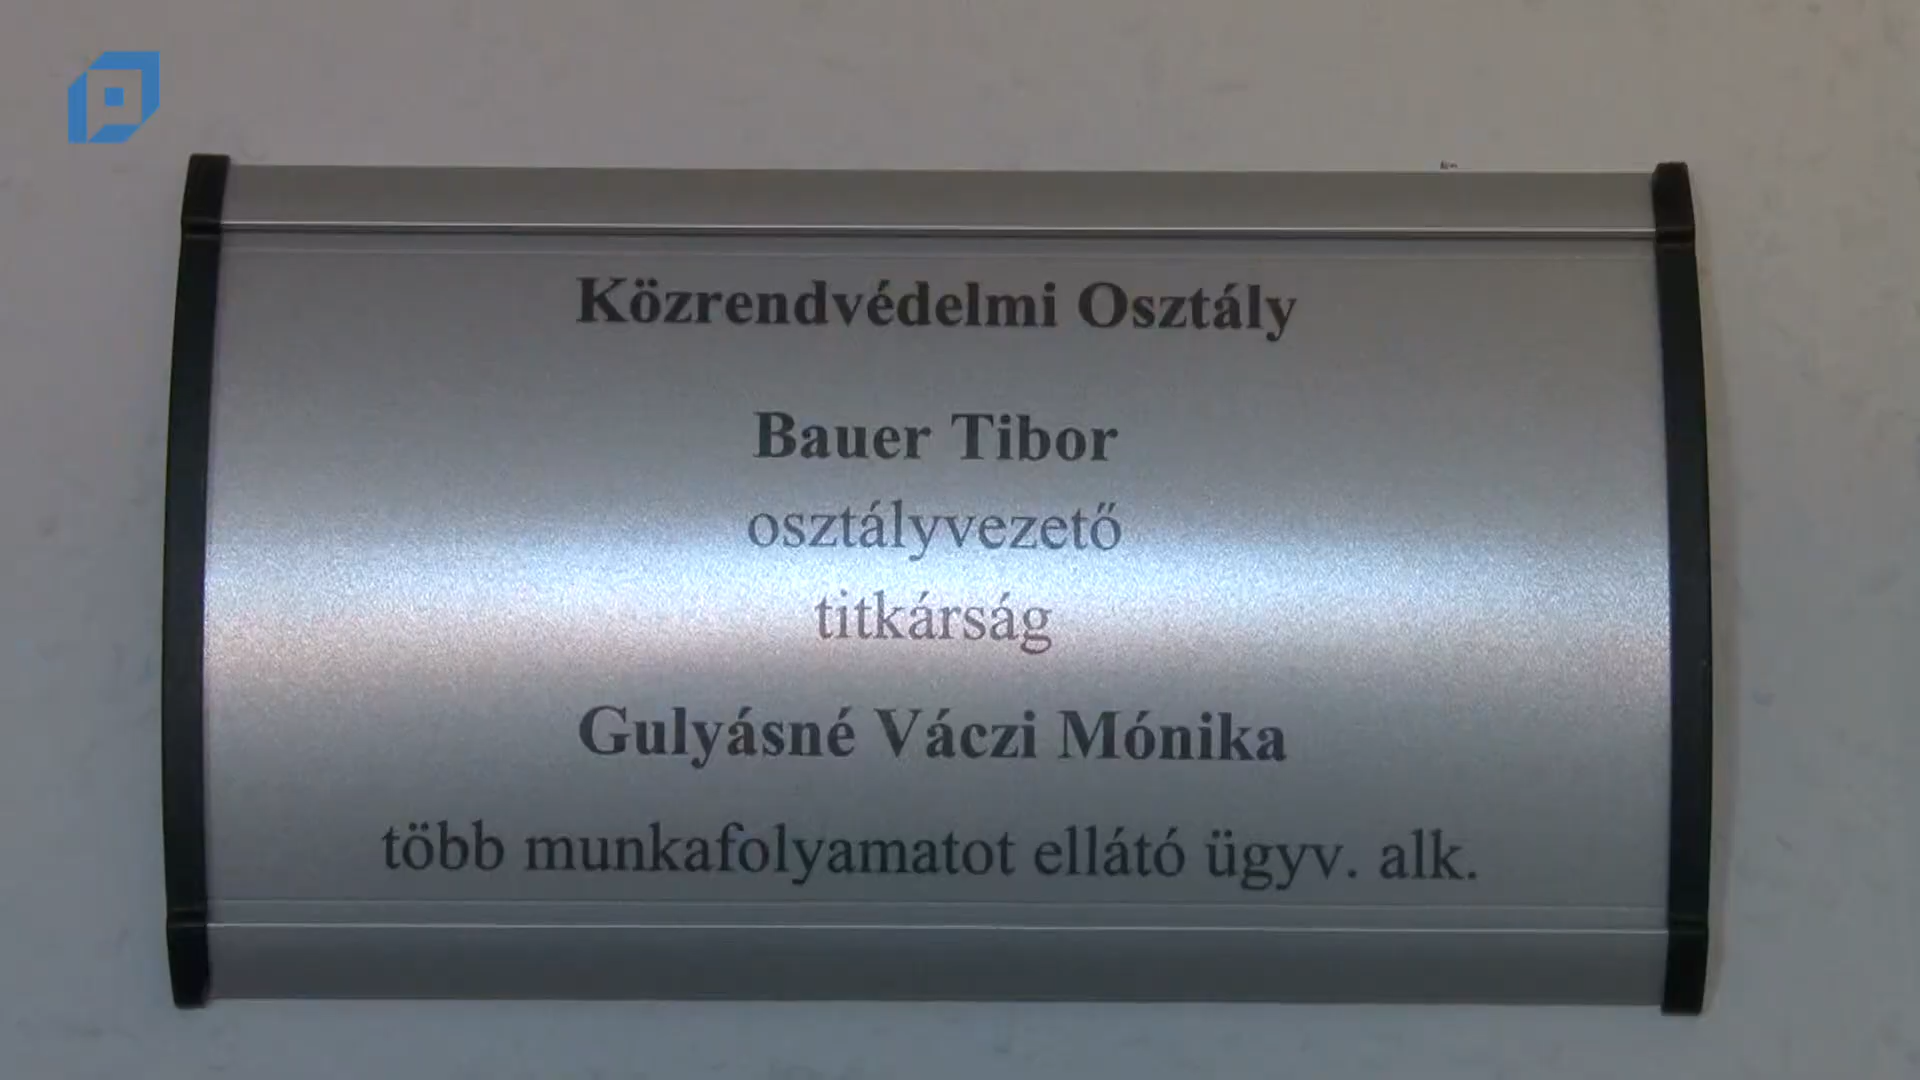 Közrendvédelmi Osztály
Bauer Tibor
osztályvezető
titkárság
Gulyásné Váczi Mónika
több munkafolyamatot ellátó ügyv. alk.